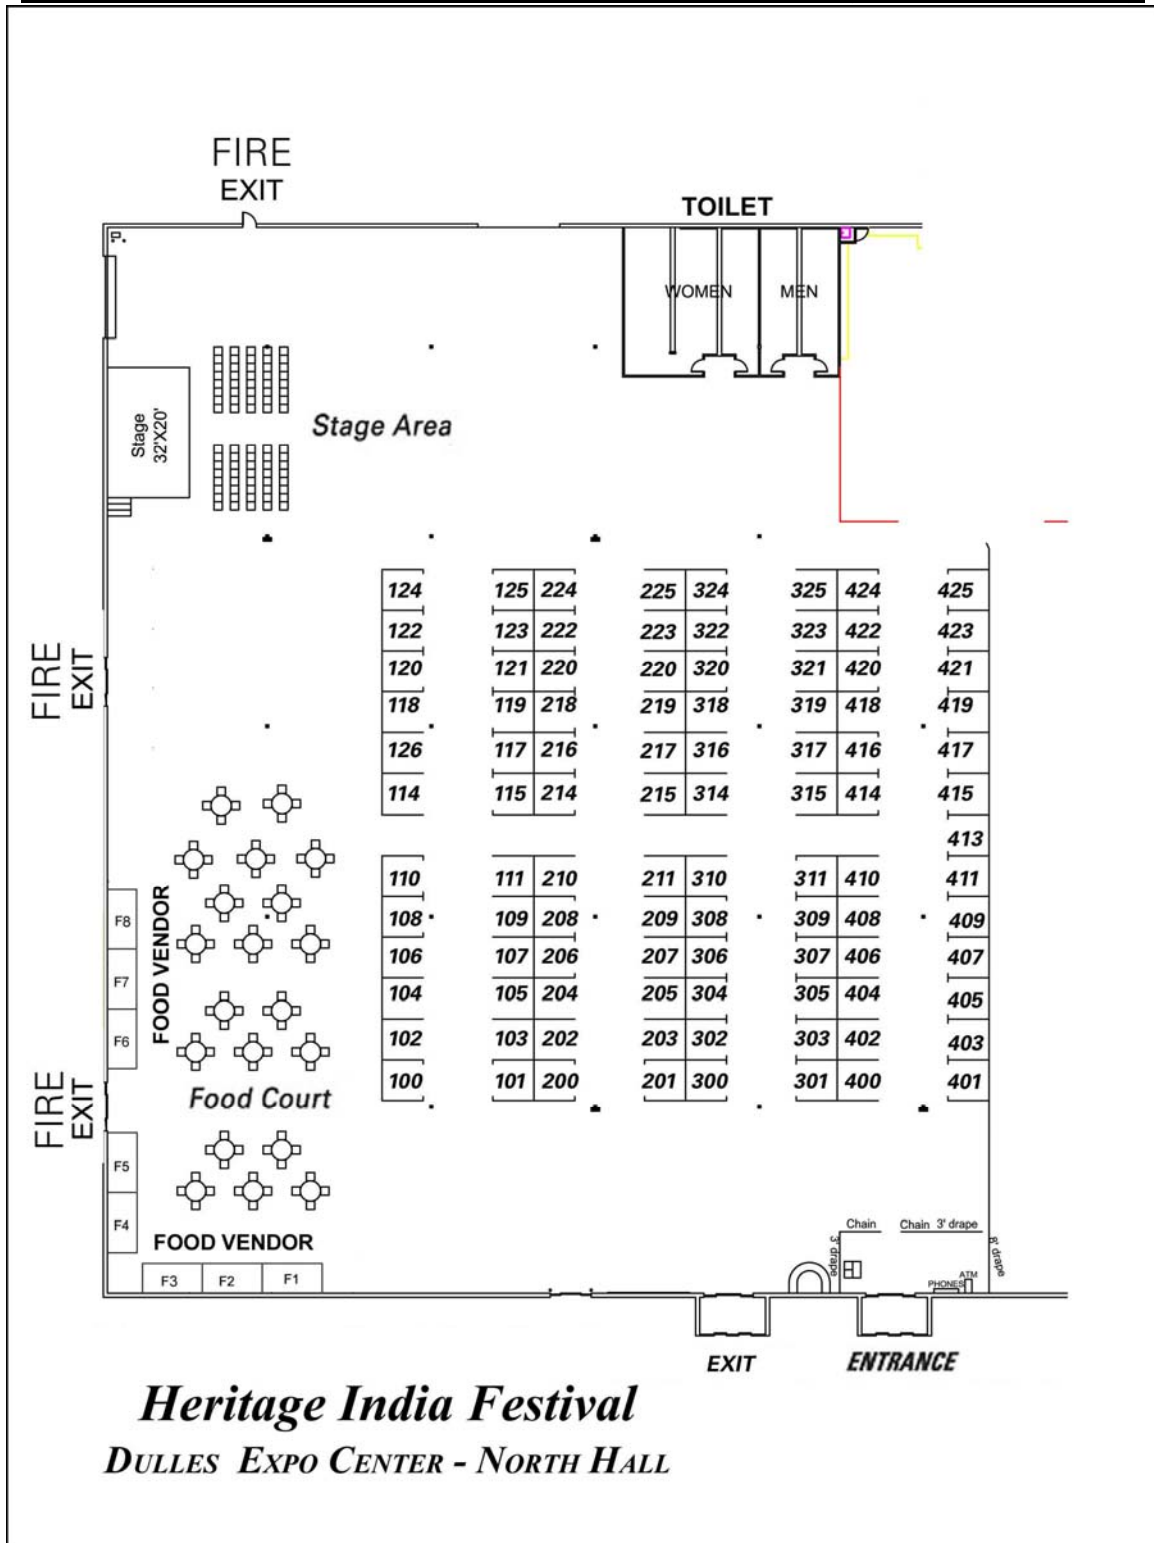 FIRE
EXIT
TOILET
WOMEN MEN
Stage
32'X20'
Stage Area
124 125 224 225 324 325 424 425
122 123 222 223 322 323 422 423
FIRE
EXIT
120 121 220 220 320 321 420 421
118 119 218 219 318 319 418 419
126 117 216 217 316 317 416 417
114 115 214 215 314 315 414 415
413
110 111 210 211 310 311 410 411
F8
FOOD VENDOR
108 109 208 209 308 309 408 409
106 107 206 207 306 307 406 407
F7
104 105 204 205 304 305 404 405
F6
102 103 202 203 302 303 402 403
100 101 200 201 300 301 400 401
FIRE
EXIT
Food Court
F5
F4
FOOD VENDOR
Chain Chain 3' drape
3' drape
8' drape
F3 F2 F1
PHONES
ATM
EXIT ENTRANCE
Heritage India Festival
DULLES EXPO CENTER - NORTH HALL